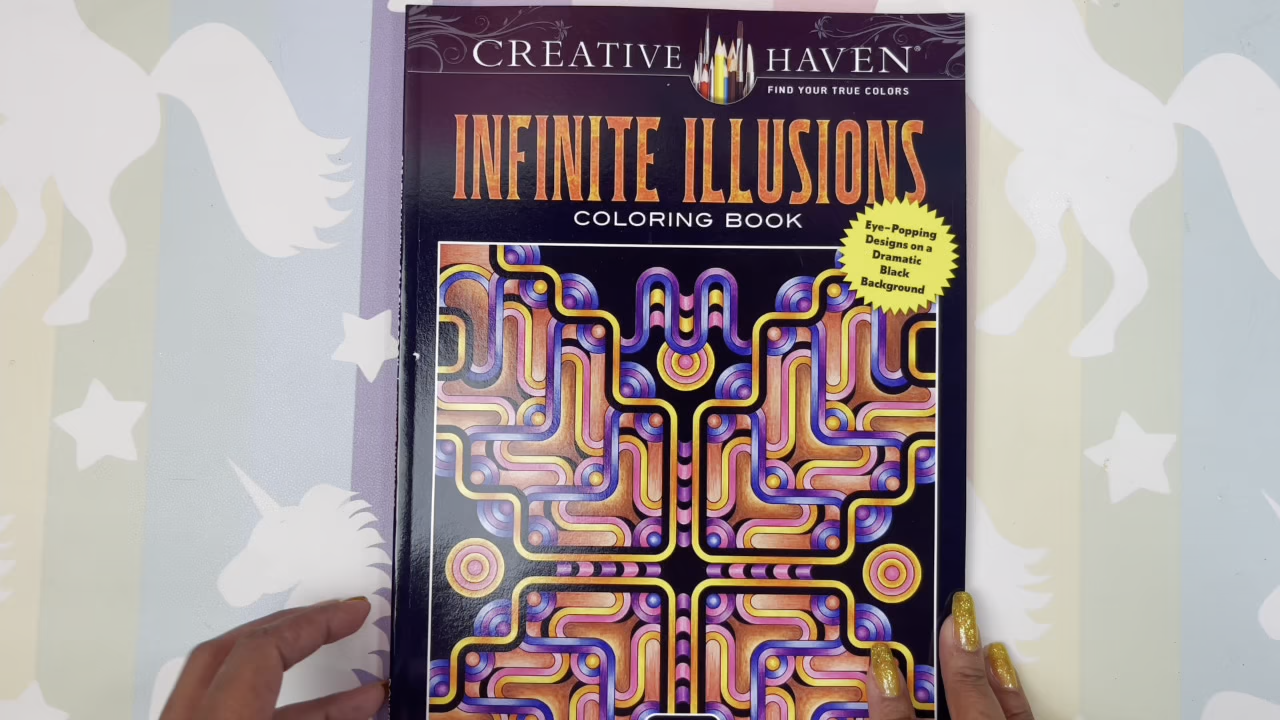 CREATIVE HAVEN®
FIND YOUR TRUE COLORS
INFINITE ILLUSIONS
COLORING BOOK
Eye-Popping
Designs on a
Dramatic
Black
Background